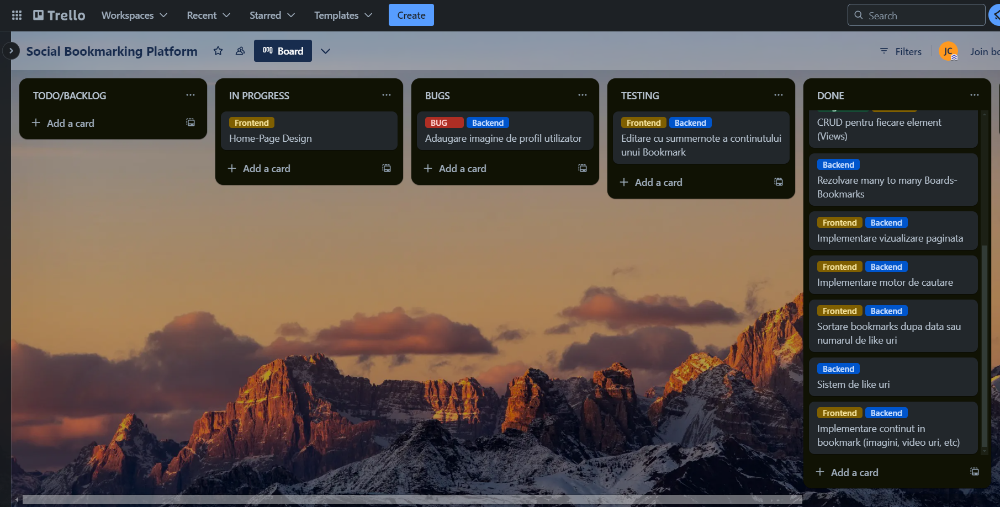 Trello
Workspaces
Recent
Starred
Templates
Create
Search
Social Bookmarking Platform
Board
Filters
JC
Join
TODO/BACKLOG
Add a card
IN PROGRESS
Frontend
Home-Page Design
Add a card
BUGS
BUG Backend
Adaugare imagine de profil utilizator
Add a card
TESTING
Frontend Backend
Editare cu summernote a continutului
unui Bookmark
Add a card
DONE
CRUD pentru fiecare element
(Views)
Backend
Rezolvare many to many Boards-
Bookmarks
Frontend Backend
Implementare vizualizare paginata
Frontend Backend
Implementare motor de cautare
Frontend Backend
Sortare bookmarks dupa data sau
numarul de like uri
Backend
Sistem de like uri
Frontend Backend
Implementare continut in
bookmark (imagini, video uri, etc)
Add a card